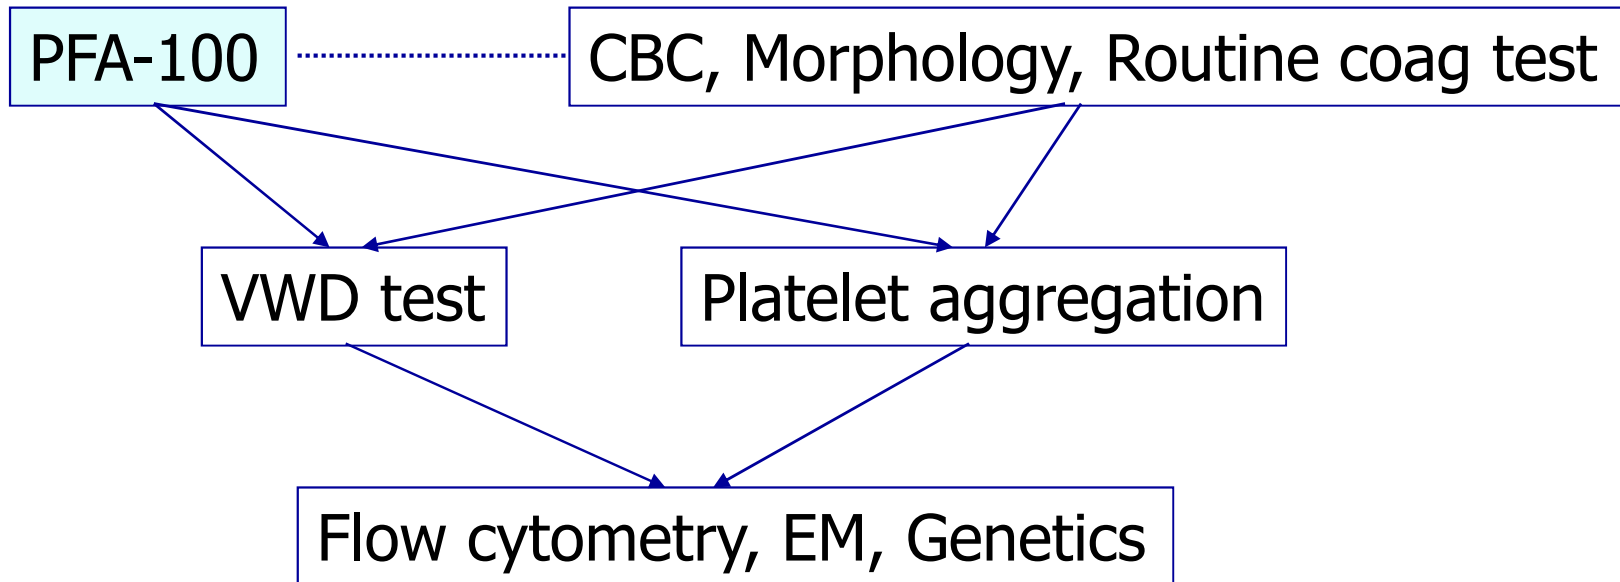 PFA-100
CBC, Morphology, Routine coag test
VWD test
Platelet aggregation
Flow cytometry, EM, Genetics